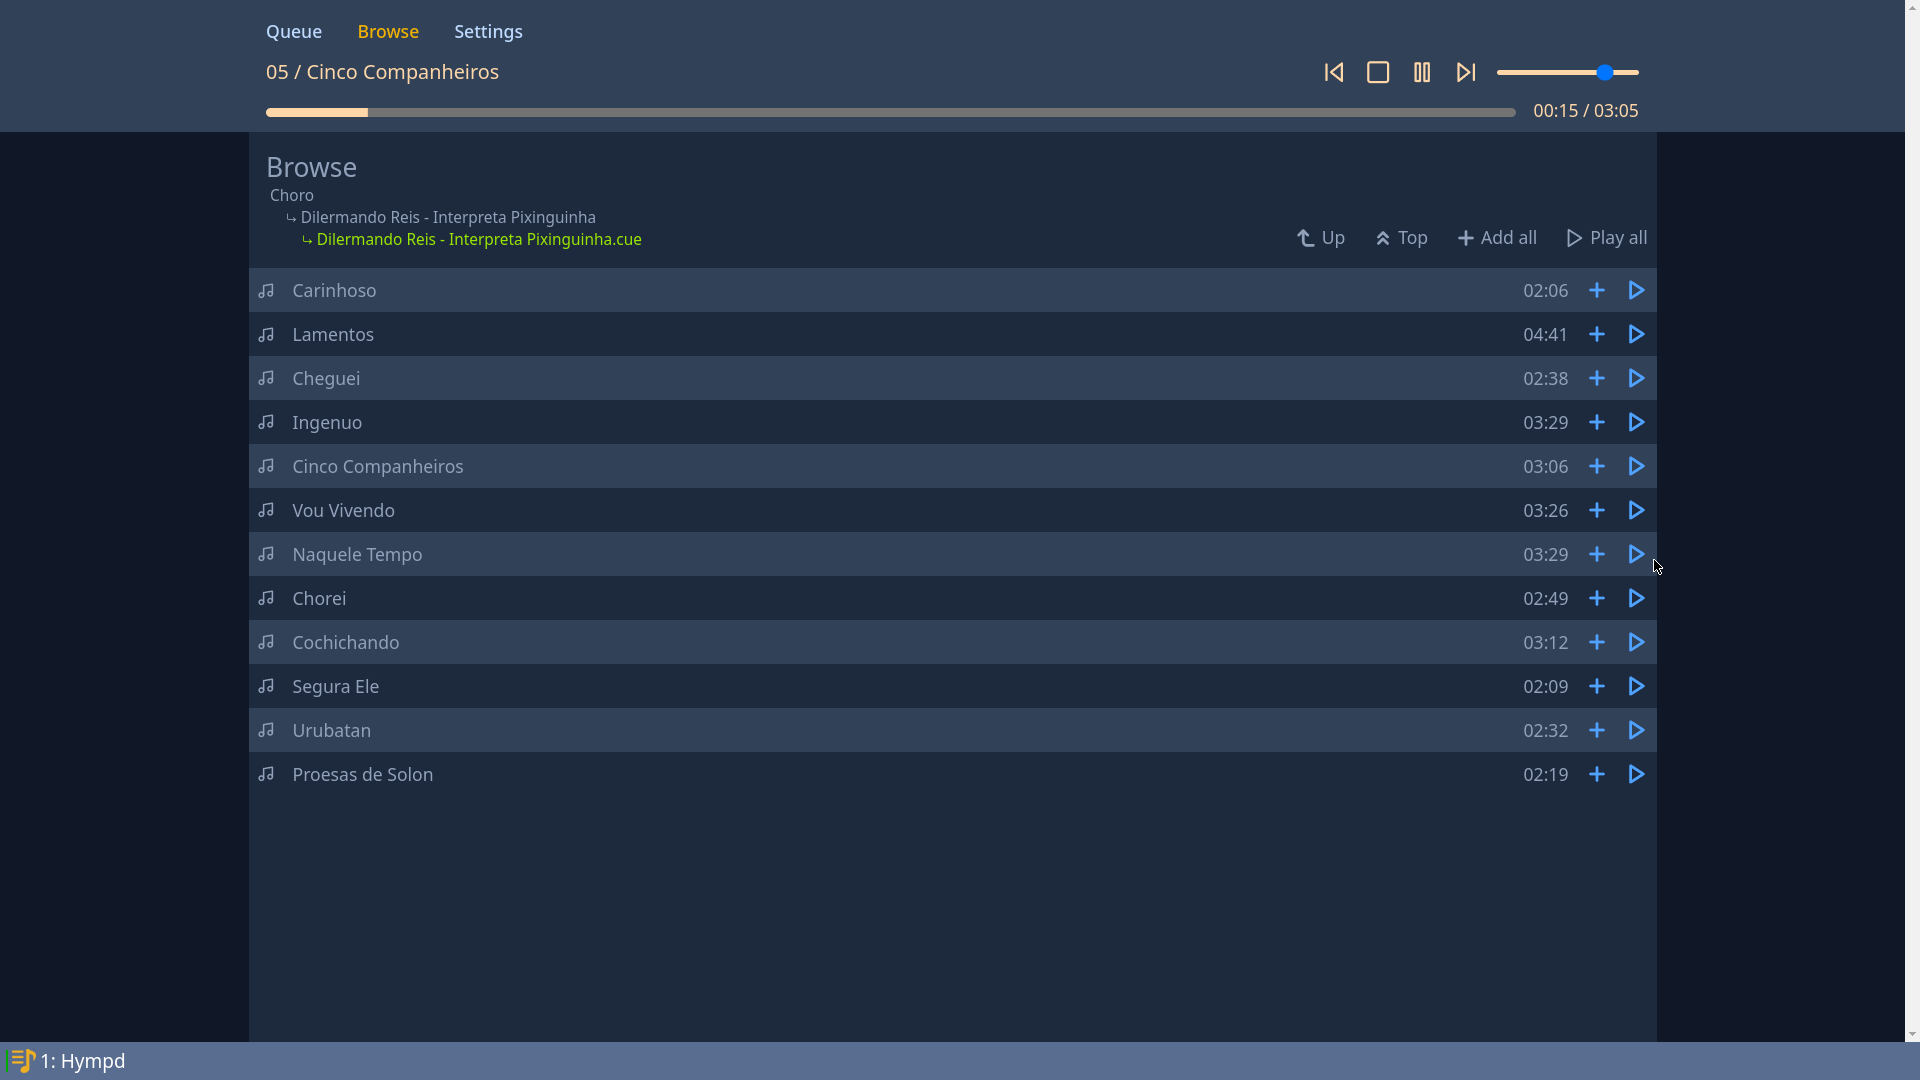 Queue Browse Settings
05 / Cinco Companheiros
00:15 / 03:05
Browse
Choro
Dilermando Reis - Interpreta Pixinguinha
Dilermando Reis - Interpreta Pixinguinha.cue
Up Top Add all Play all
Carinhoso 02:06
Lamentos 04:41
Cheguei 02:38
Ingenuo 03:29
Cinco Companheiros 03:06
Vou Vivendo 03:26
Naquele Tempo 03:29
Chorei 02:49
Cochichando 03:12
Segura Ele 02:09
Urubatan 02:32
Proesas de Solon 02:19
1: Hympd